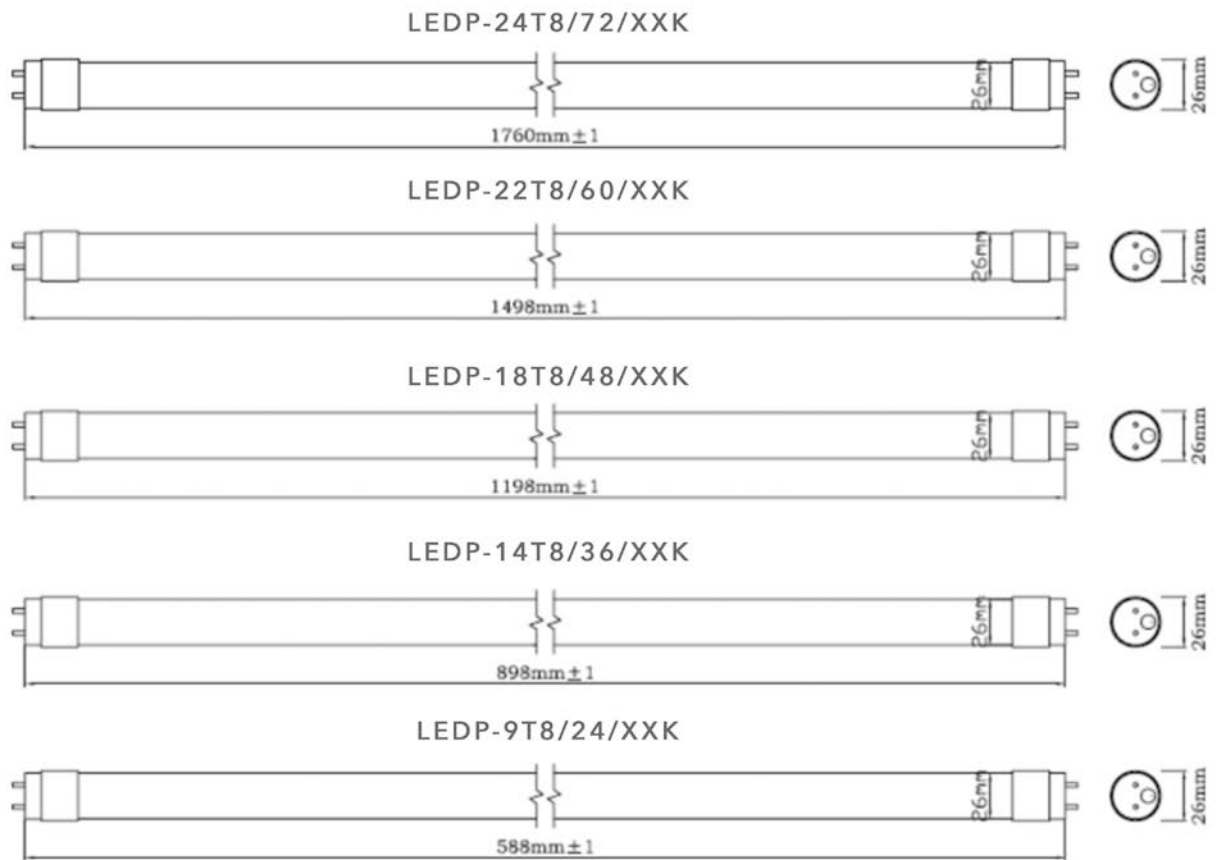 LEDP-24T8/72/XXK
26mm
26mm
1760mm±1
LEDP-22T8/60/XXK
26mm
26mm
1498mm±1
LEDP-18T8/48/XXK
26mm
26mm
1198mm±1
LEDP-14T8/36/XXK
26mm
26mm
898mm±1
LEDP-9T8/24/XXK
26mm
26mm
588mm±1